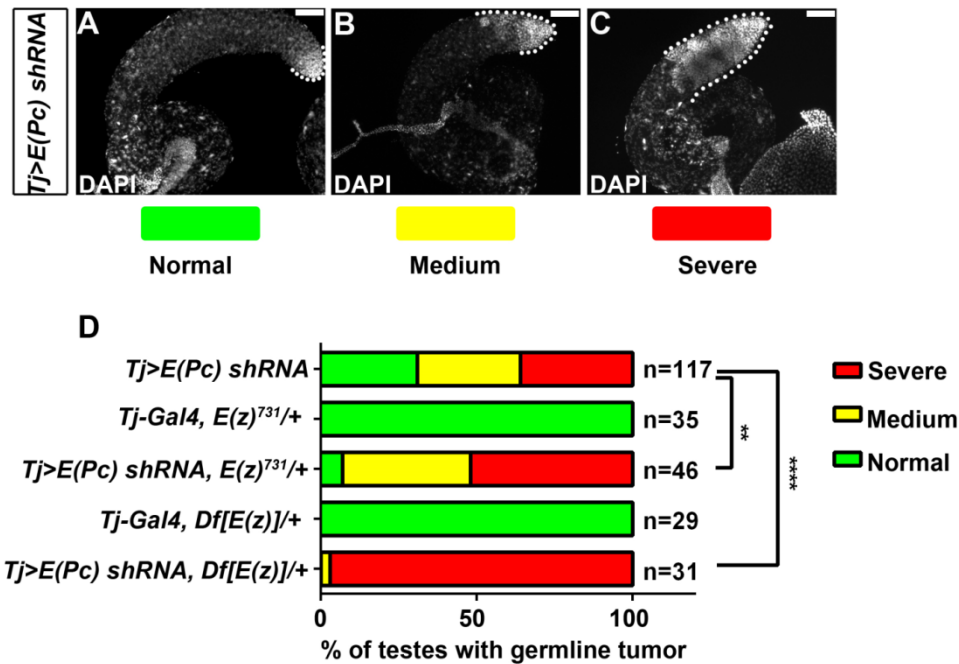 Tj>E(Pc) shRNA
A
B
C
DAPI
DAPI
DAPI
Normal
Medium
Severe
D
Tj>E(Pc) shRNA
n=117
Tj-Gal4, E(z)⁷³¹/+
n=35
Tj>E(Pc) shRNA, E(z)⁷³¹/+
n=46
Tj-Gal4, Df[E(z)]/+
n=29
Tj>E(Pc) shRNA, Df[E(z)]/+
n=31
**
****
Severe
Medium
Normal
0
50
100
% of testes with germline tumor